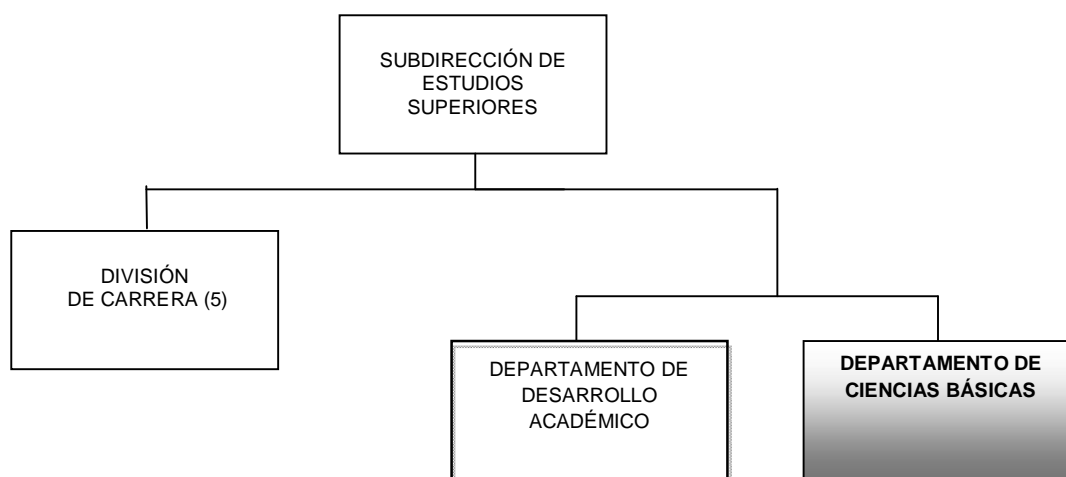 SUBDIRECCIÓN DE
ESTUDIOS
SUPERIORES
DIVISIÓN
DE CARRERA (5)
DEPARTAMENTO DE
DESARROLLO
ACADÉMICO
DEPARTAMENTO DE
CIENCIAS BÁSICAS